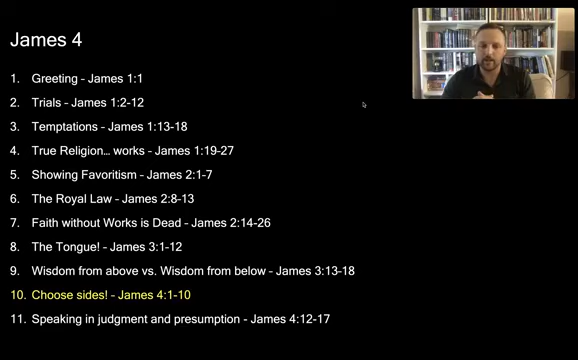 James 4
1. Greeting – James 1:1
2. Trials – James 1:2-12
3. Temptations – James 1:13-18
4. True Religion… works – James 1:19-27
5. Showing Favoritism – James 2:1-7
6. The Royal Law – James 2:8-13
7. Faith without Works is Dead – James 2:14-26
8. The Tongue! – James 3:1-12
9. Wisdom from above vs. Wisdom from below – James 3:13-18
10. Choose sides! – James 4:1-10
11. Speaking in judgment and presumption - James 4:12-17